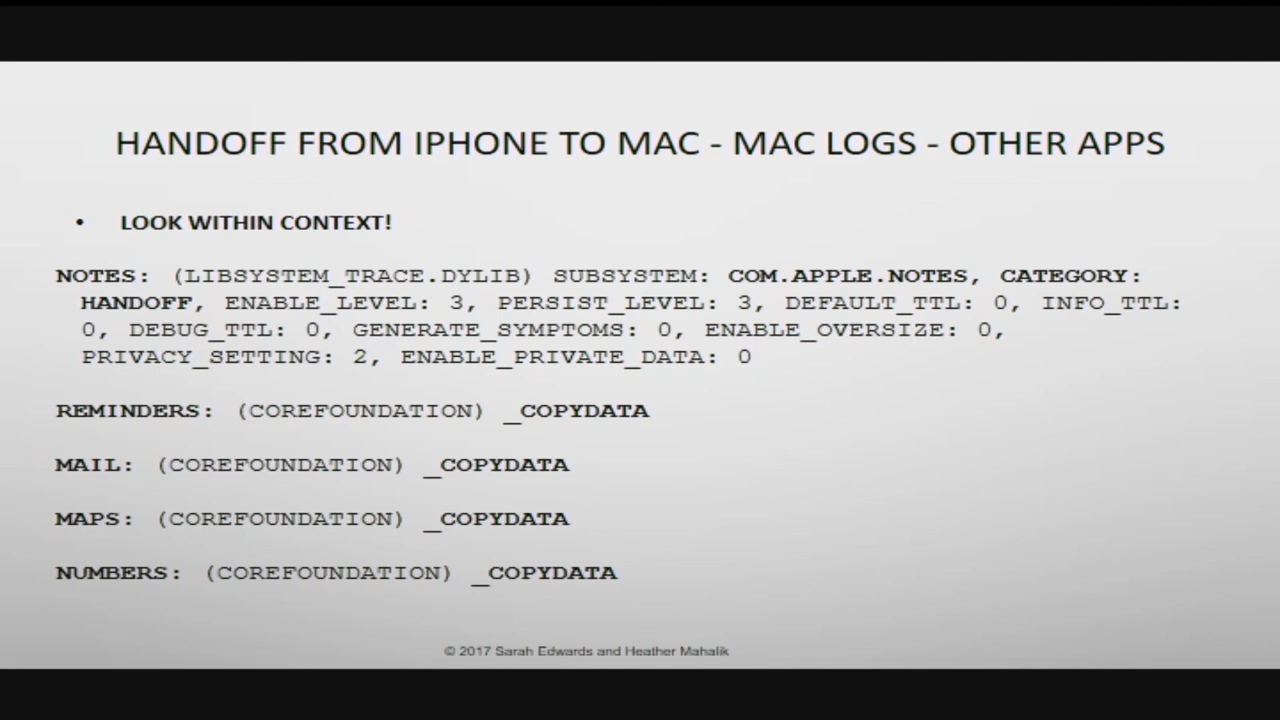 HANDOFF FROM IPHONE TO MAC - MAC LOGS - OTHER APPS
• LOOK WITHIN CONTEXT!
NOTES: (LIBSYSTEM_TRACE.DYLIB) SUBSYSTEM: COM.APPLE.NOTES, CATEGORY:
HANDOFF, ENABLE_LEVEL: 3, PERSIST_LEVEL: 3, DEFAULT_TTL: 0, INFO_TTL:
0, DEBUG_TTL: 0, GENERATE_SYMPTOMS: 0, ENABLE_OVERSIZE: 0,
PRIVACY_SETTING: 2, ENABLE_PRIVATE_DATA: 0
REMINDERS: (COREFOUNDATION) _COPYDATA
MAIL: (COREFOUNDATION) _COPYDATA
MAPS: (COREFOUNDATION) _COPYDATA
NUMBERS: (COREFOUNDATION) _COPYDATA
© 2017 Sarah Edwards and Heather Mahalik